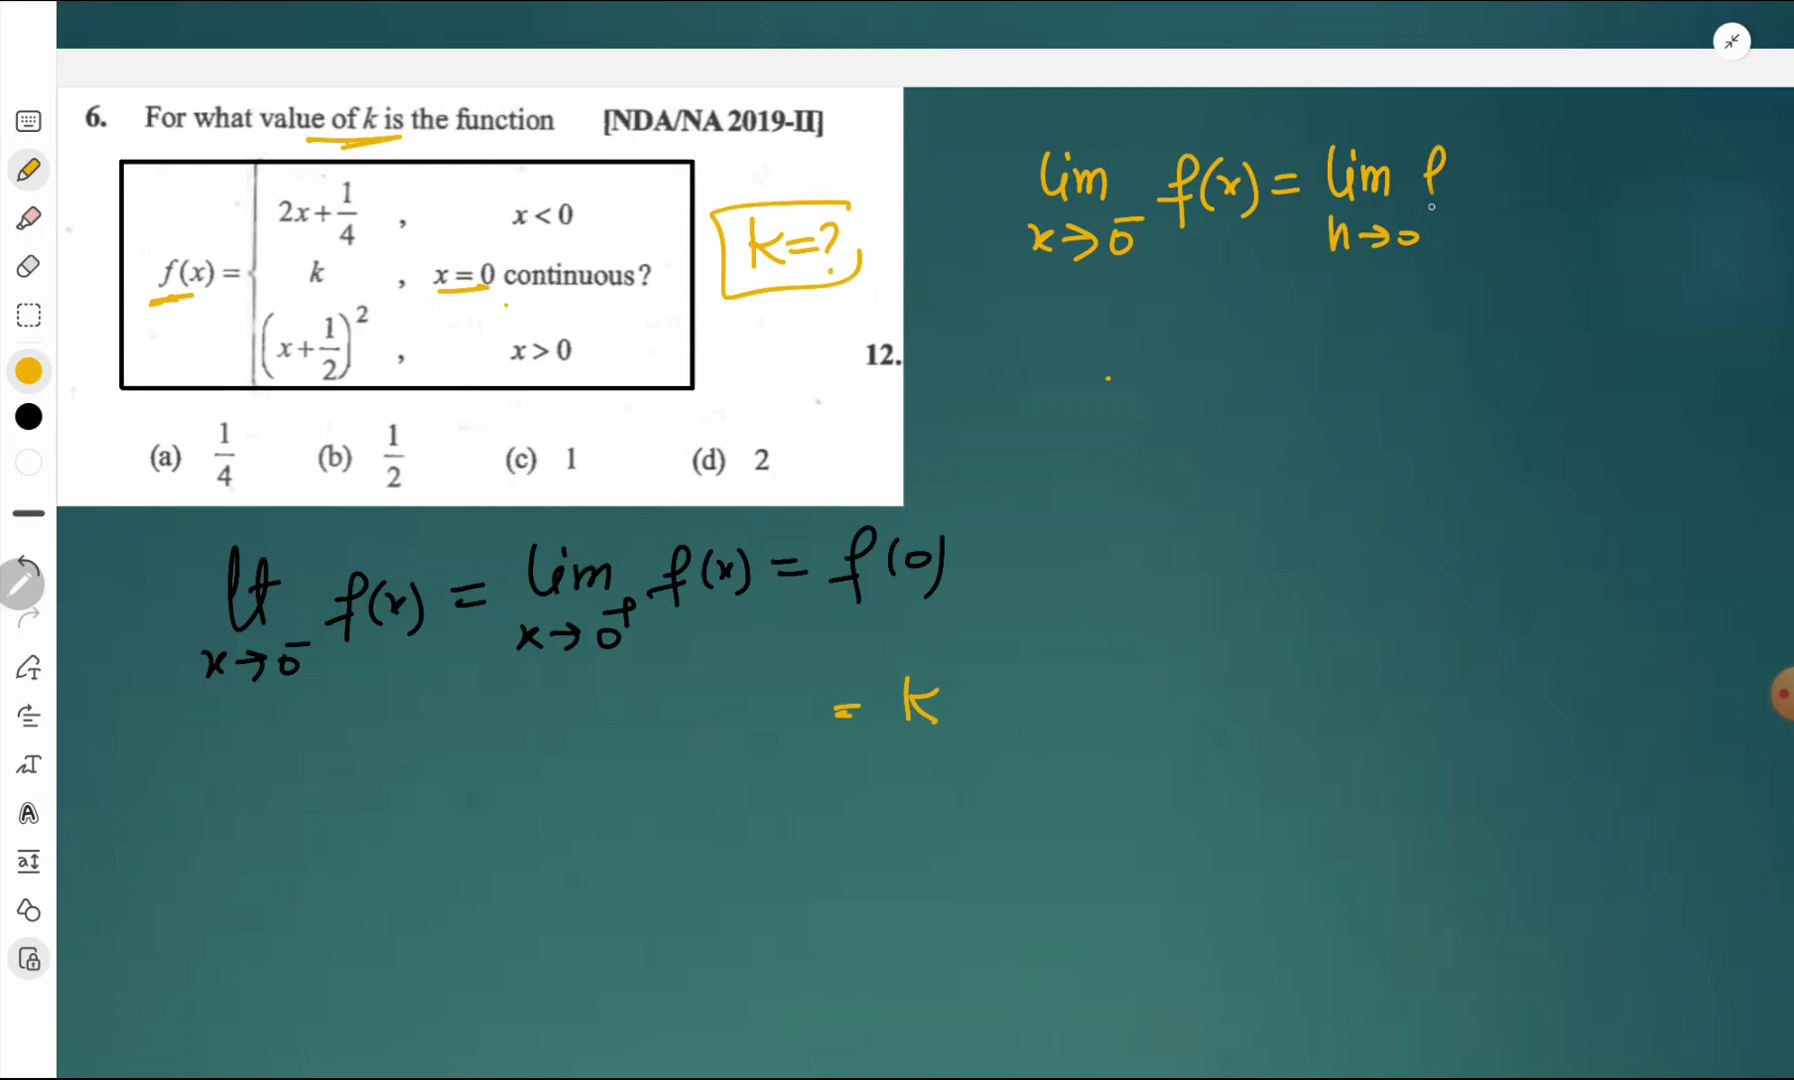 6. For what value of k is the function [NDA/NA 2019-II]
2x + 1/4 , x < 0
f(x) = k , x = 0 continuous?
(x + 1/2)^2 , x > 0
k=?
12.
(a) 1/4 (b) 1/2 (c) 1 (d) 2
lim x→0⁻ f(x) = lim h→0 f
lt x→0⁻ f(x) = lim x→0⁺ f(x) = f(0)
= k